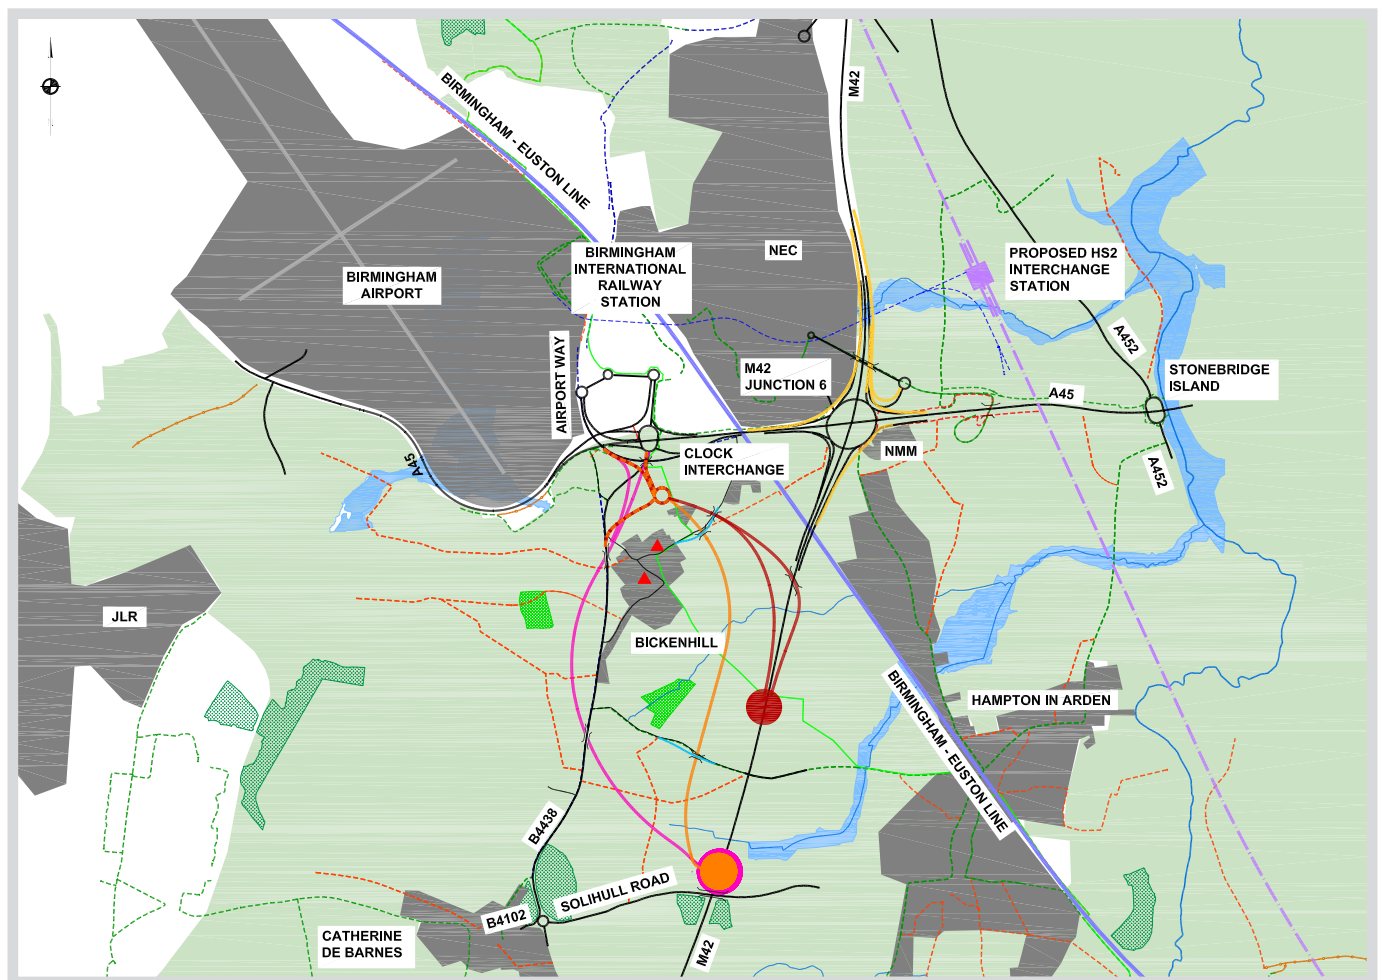 M42
BIRMINGHAM - EUSTON LINE
BIRMINGHAM
INTERNATIONAL
RAILWAY
STATION
NEC
PROPOSED HS2
INTERCHANGE
STATION
BIRMINGHAM
AIRPORT
AIRPORT WAY
M42
JUNCTION 6
A452
STONEBRIDGE
ISLAND
A45
A45
CLOCK
INTERCHANGE
NMM
A452
JLR
BICKENHILL
HAMPTON IN ARDEN
BIRMINGHAM - EUSTON LINE
B4438
SOLIHULL ROAD
B4102
CATHERINE
DE BARNES
M42